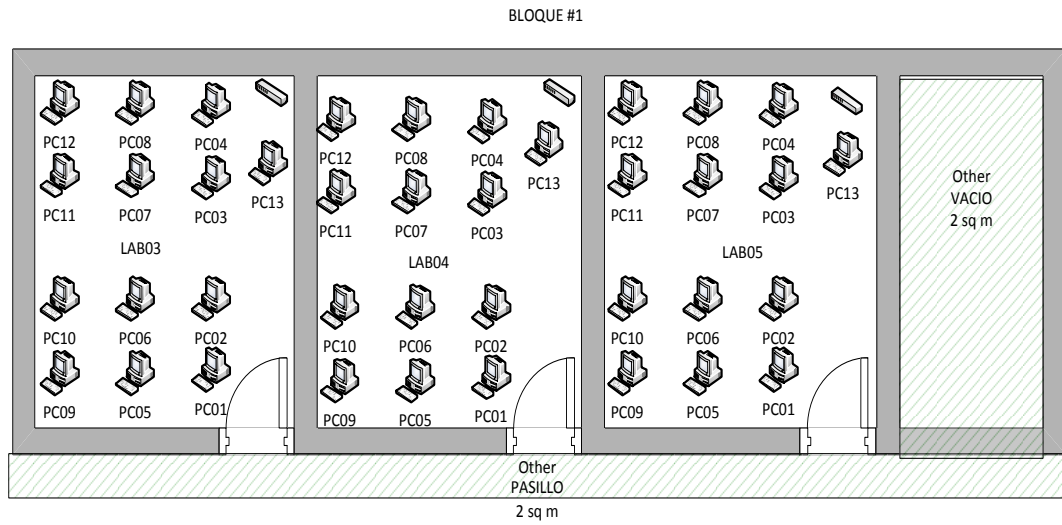 BLOQUE #1
PC12 PC08 PC04
PC11 PC07 PC03 PC13
LAB03
PC10 PC06 PC02
PC09 PC05 PC01
PC12 PC08 PC04
PC13
PC11 PC07 PC03
LAB04
PC10 PC06 PC02
PC09 PC05 PC01
PC12 PC08 PC04
PC13
PC11 PC07 PC03
LAB05
PC10 PC06 PC02
PC09 PC05 PC01
Other
VACIO
2 sq m
Other
PASILLO
2 sq m